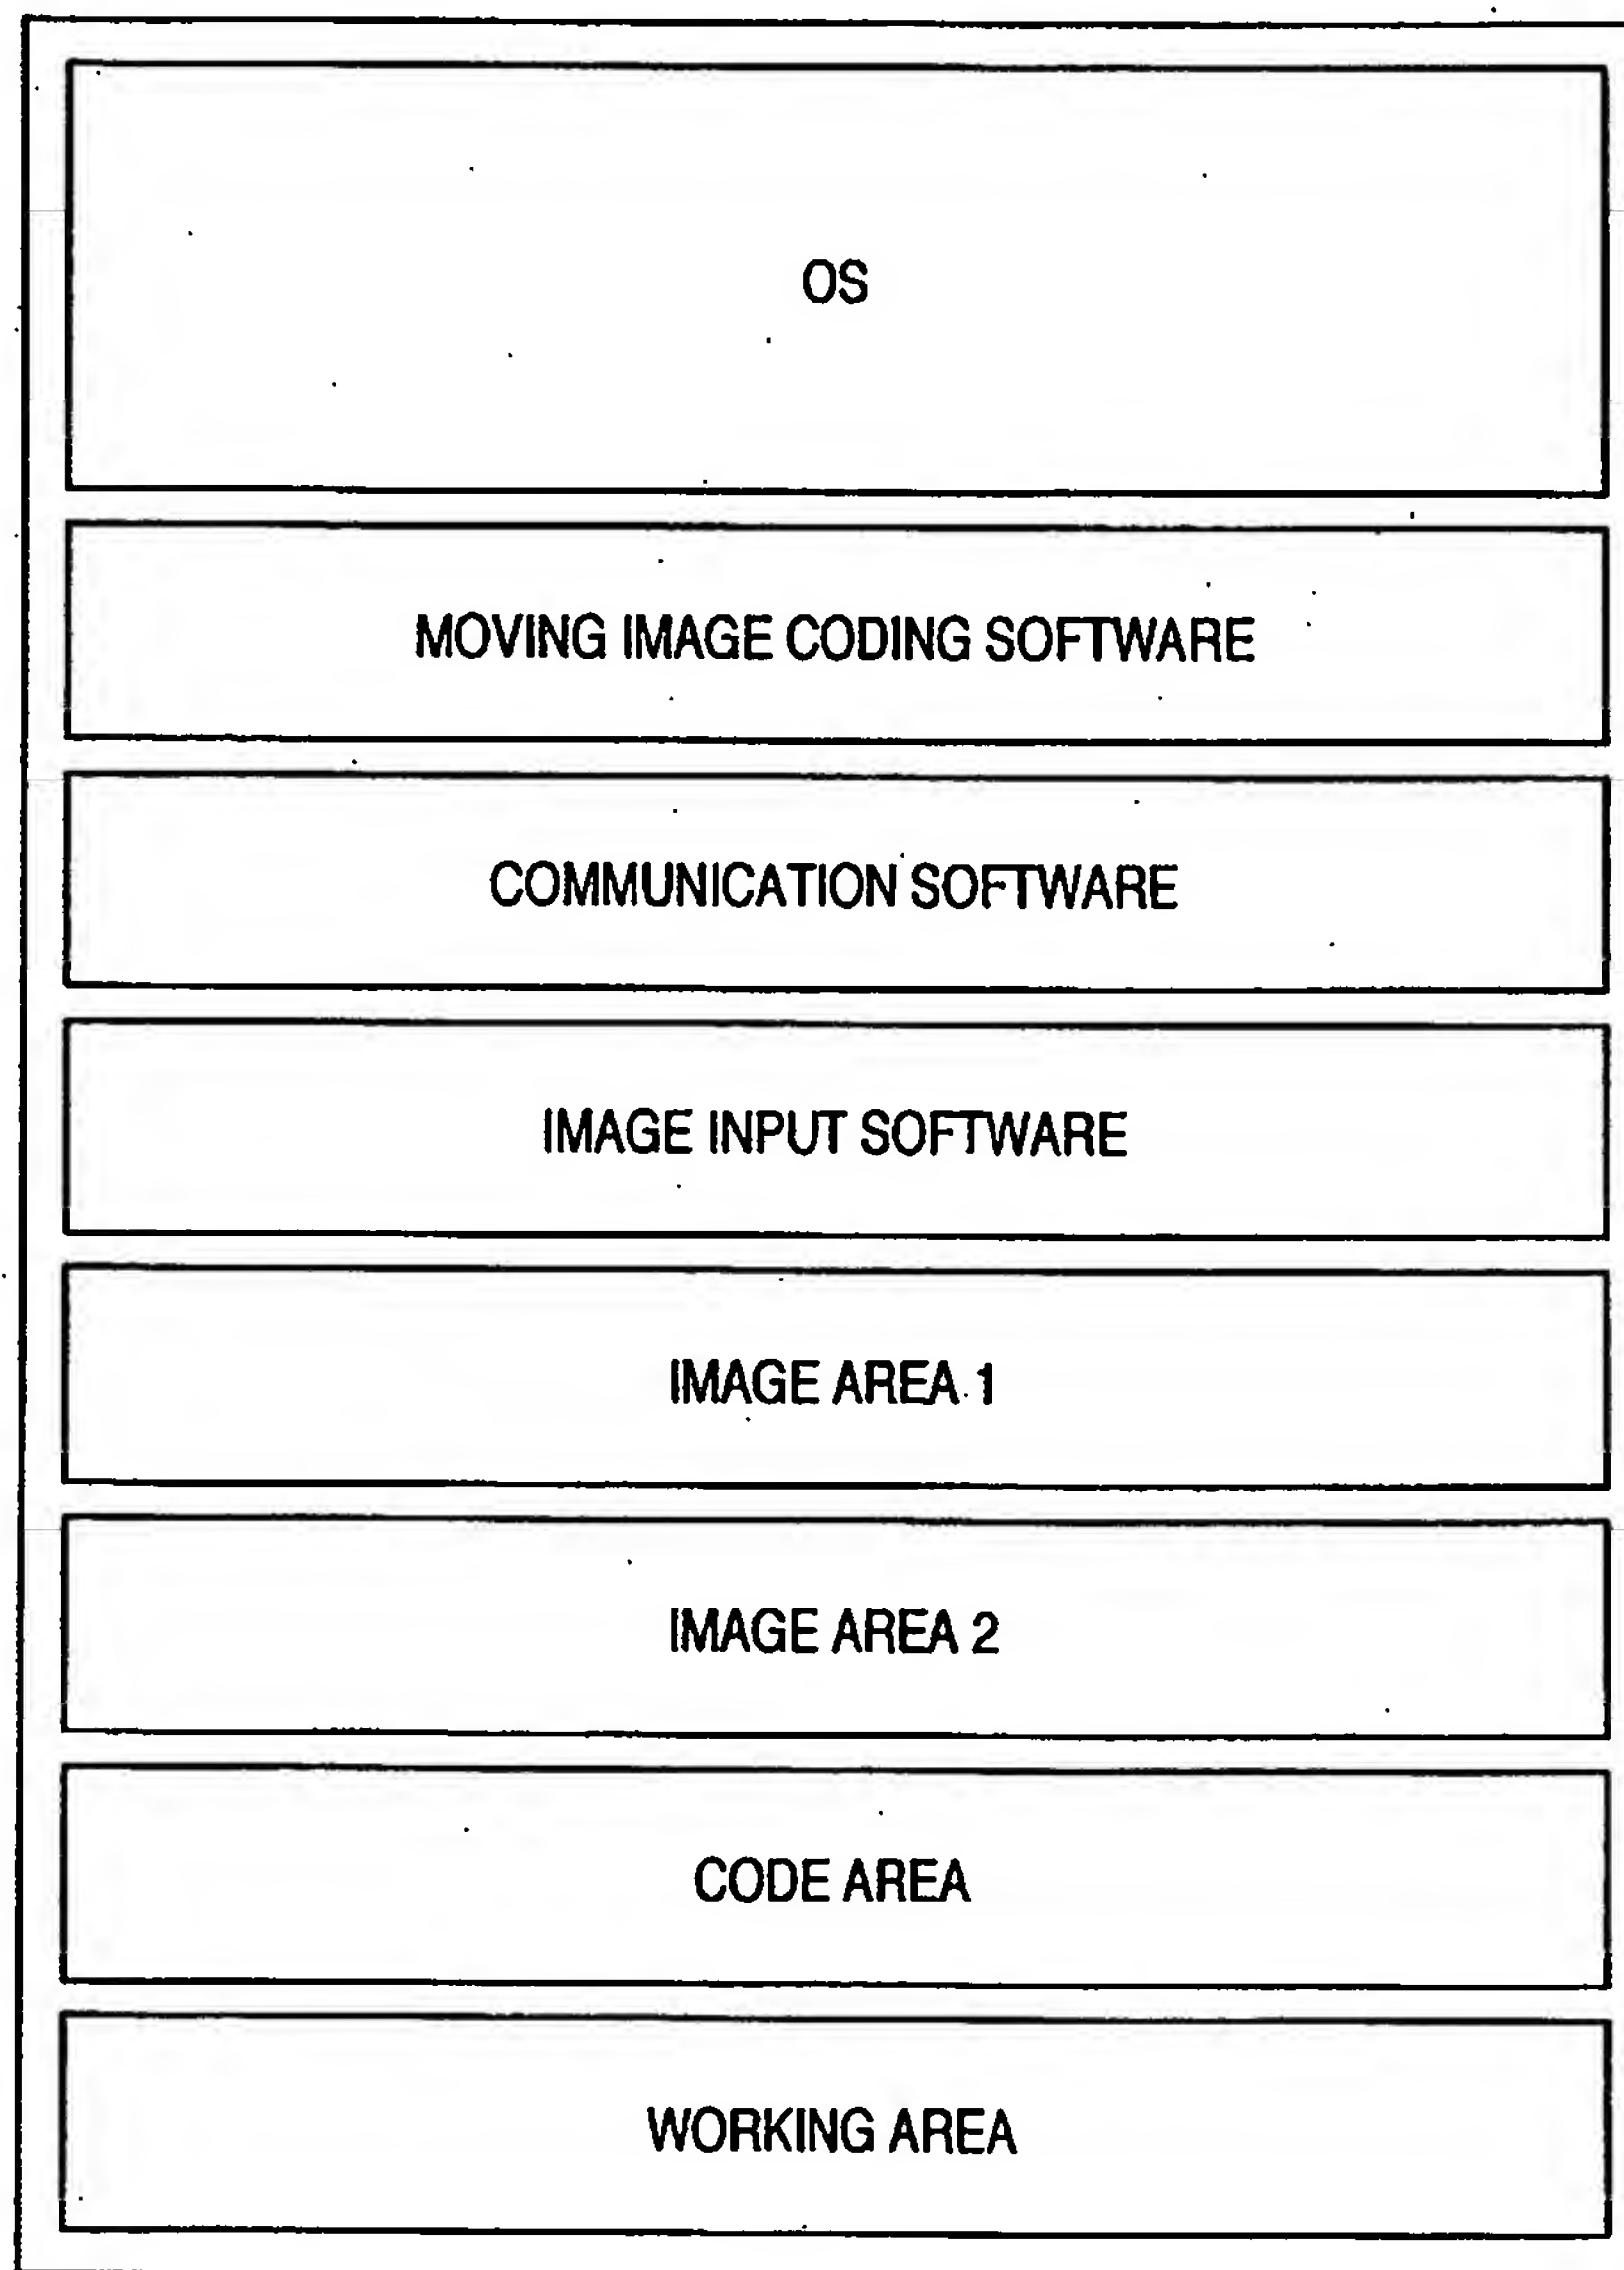 OS
MOVING IMAGE CODING SOFTWARE
COMMUNICATION SOFTWARE
IMAGE INPUT SOFTWARE
IMAGE AREA 1
IMAGE AREA 2
CODE AREA
WORKING AREA